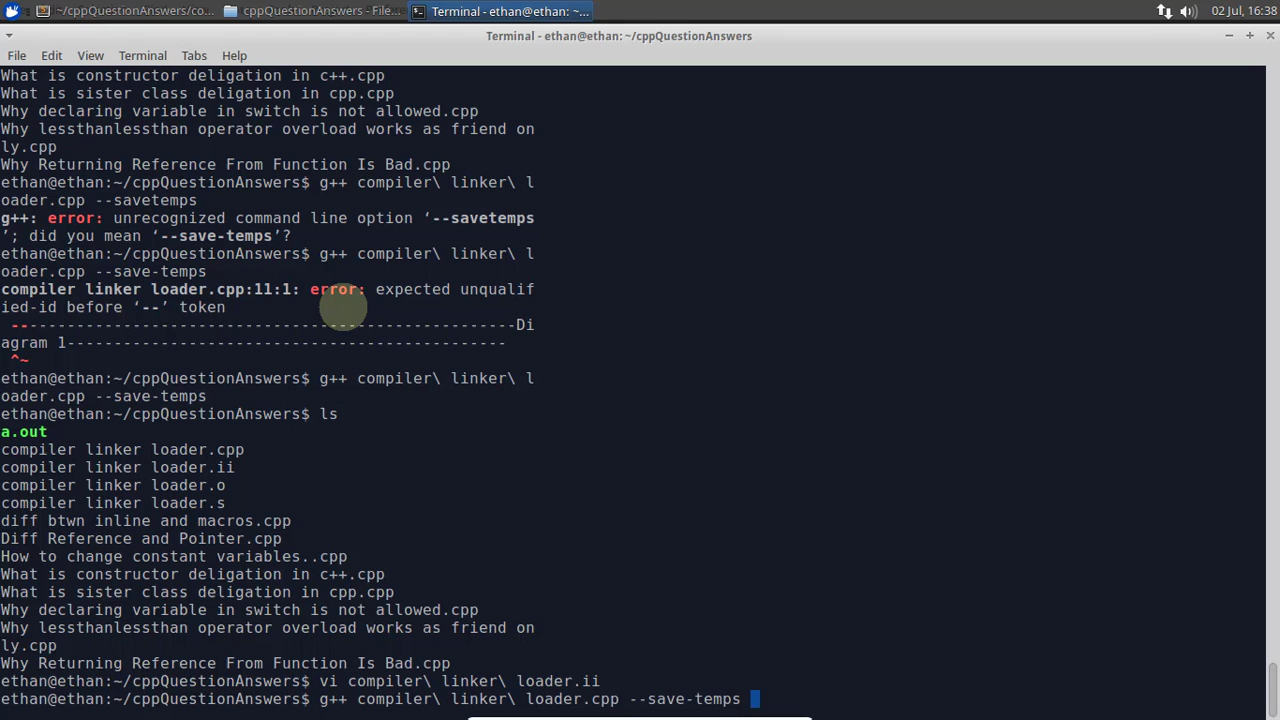 ~/cppQuestionAnswers/co...
cppQuestionAnswers - File...
Terminal - ethan@ethan: ~...
02 Jul, 16:38
Terminal - ethan@ethan: ~/cppQuestionAnswers
File Edit View Terminal Tabs Help
What is constructor deligation in c++.cpp
What is sister class deligation in cpp.cpp
Why declaring variable in switch is not allowed.cpp
Why lessthanlessthan operator overload works as friend on
ly.cpp
Why Returning Reference From Function Is Bad.cpp
ethan@ethan:~/cppQuestionAnswers$ g++ compiler\ linker\ l
oader.cpp --savetemps
g++: error: unrecognized command line option ‘--savetemps
’; did you mean ‘--save-temps’?
ethan@ethan:~/cppQuestionAnswers$ g++ compiler\ linker\ l
oader.cpp --save-temps
compiler linker loader.cpp:11:1: error: expected unqualif
ied-id before ‘--’ token
 -----------------------------------------------------Di
agram 1-----------------------------------------------
 ^~
ethan@ethan:~/cppQuestionAnswers$ g++ compiler\ linker\ l
oader.cpp --save-temps
ethan@ethan:~/cppQuestionAnswers$ ls
a.out
compiler linker loader.cpp
compiler linker loader.ii
compiler linker loader.o
compiler linker loader.s
diff btwn inline and macros.cpp
Diff Reference and Pointer.cpp
How to change constant variables..cpp
What is constructor deligation in c++.cpp
What is sister class deligation in cpp.cpp
Why declaring variable in switch is not allowed.cpp
Why lessthanlessthan operator overload works as friend on
ly.cpp
Why Returning Reference From Function Is Bad.cpp
ethan@ethan:~/cppQuestionAnswers$ vi compiler\ linker\ loader.ii
ethan@ethan:~/cppQuestionAnswers$ g++ compiler\ linker\ loader.cpp --save-temps